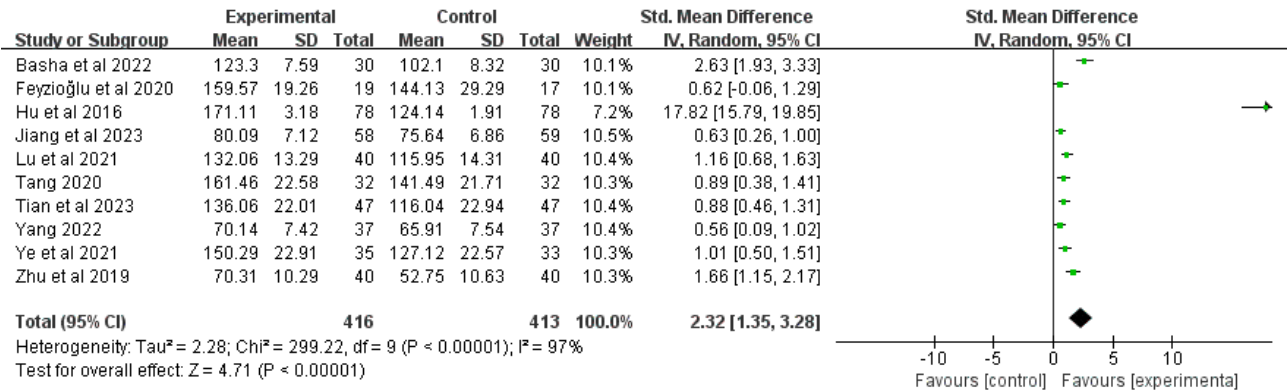 Experimental Control Std. Mean Difference Std. Mean Difference
Study or Subgroup Mean SD Total Mean SD Total Weight IV, Random, 95% CI IV, Random, 95% CI
Basha et al 2022 123.3 7.59 30 102.1 8.32 30 10.1% 2.63 [1.93, 3.33]
Feyzioğlu et al 2020 159.57 19.26 19 144.13 29.29 17 10.1% 0.62 [-0.06, 1.29]
Hu et al 2016 171.11 3.18 78 124.14 1.91 78 7.2% 17.82 [15.79, 19.85]
Jiang et al 2023 80.09 7.12 58 75.64 6.86 59 10.5% 0.63 [0.26, 1.00]
Lu et al 2021 132.06 13.29 40 115.95 14.31 40 10.4% 1.16 [0.68, 1.63]
Tang 2020 161.46 22.58 32 141.49 21.71 32 10.3% 0.89 [0.38, 1.41]
Tian et al 2023 136.06 22.01 47 116.04 22.94 47 10.4% 0.88 [0.46, 1.31]
Yang 2022 70.14 7.42 37 65.91 7.54 37 10.4% 0.56 [0.09, 1.02]
Ye et al 2021 150.29 22.91 35 127.12 22.57 33 10.3% 1.01 [0.50, 1.51]
Zhu et al 2019 70.31 10.29 40 52.75 10.63 40 10.3% 1.66 [1.15, 2.17]
Total (95% CI) 416 413 100.0% 2.32 [1.35, 3.28]
Heterogeneity: Tau² = 2.28; Chi² = 299.22, df = 9 (P < 0.00001); I² = 97%
Test for overall effect: Z = 4.71 (P < 0.00001)
-10 -5 0 5 10
Favours [control] Favours [experimenta]